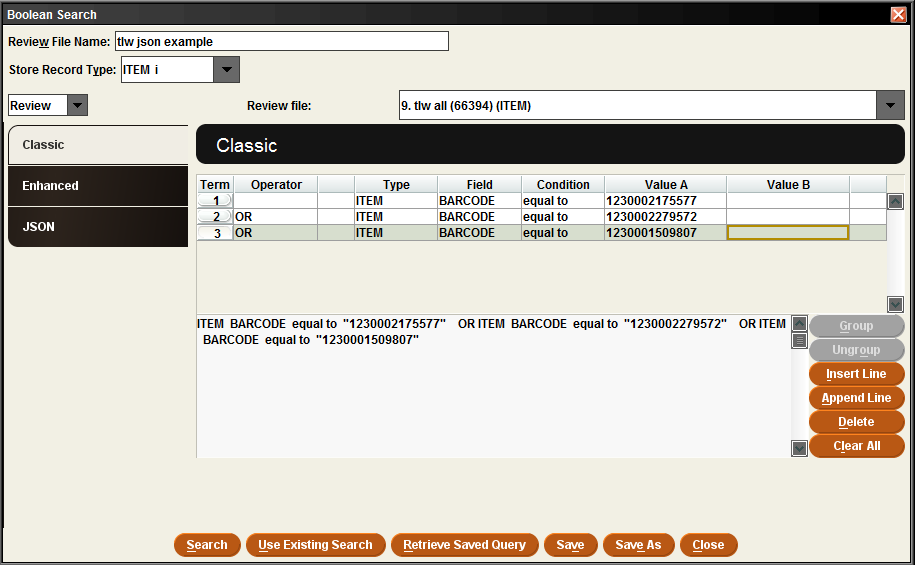 Boolean Search
Review File Name: tlw json example
Store Record Type: ITEM i
Review Review file: 9. tlw all (66394) (ITEM)
Classic
Enhanced
JSON
Classic
Term Operator Type Field Condition Value A Value B
1 ITEM BARCODE equal to 1230002175577
2 OR ITEM BARCODE equal to 1230002279572
3 OR ITEM BARCODE equal to 1230001509807
ITEM BARCODE equal to "1230002175577" OR ITEM BARCODE equal to "1230002279572" OR ITEM
BARCODE equal to "1230001509807"
Group
Ungroup
Insert Line
Append Line
Delete
Clear All
Search Use Existing Search Retrieve Saved Query Save Save As Close